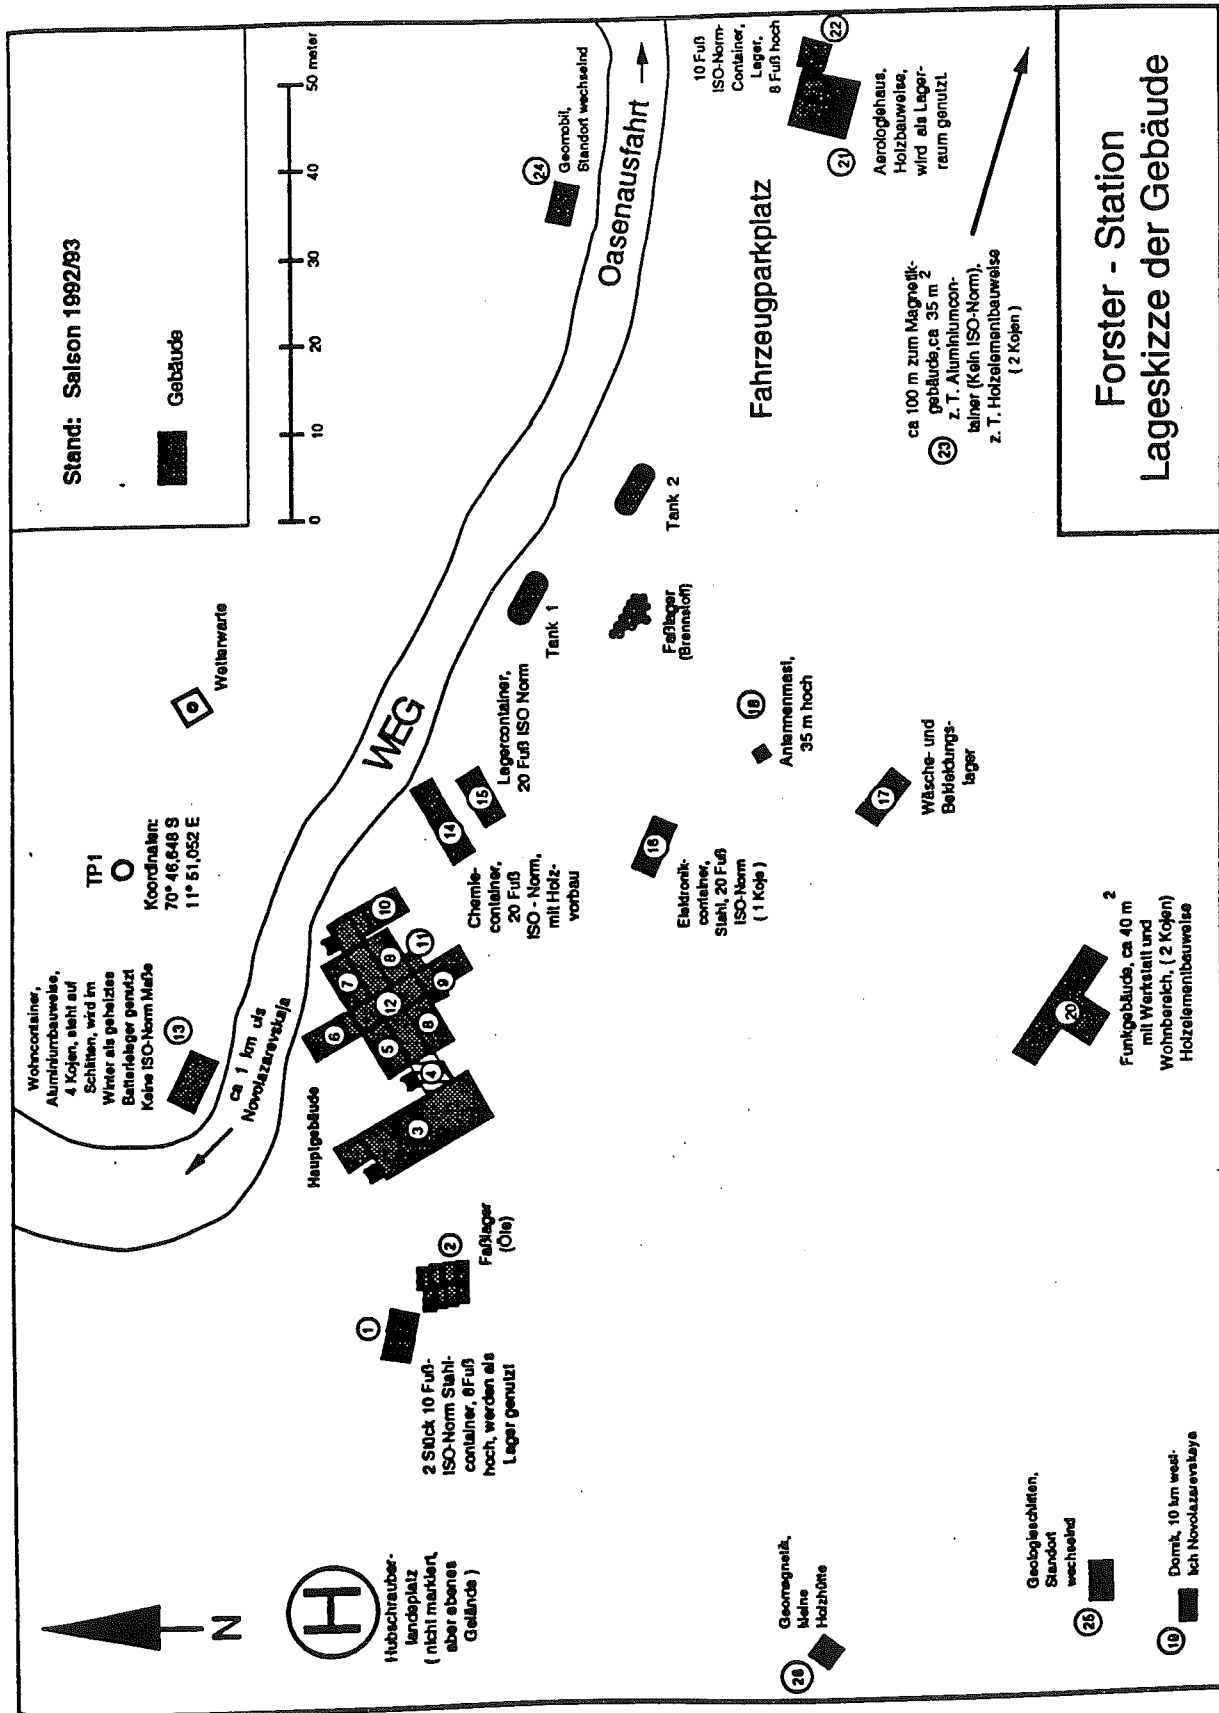 Stand: Saison 1992/93
Gebäude
0 10 20 30 40 50 meter
N
H
Hubschrauber-
landeplatz
( nicht markiert,
aber ebenes
Gelände )
1
2 Stück 10 Fuß-
ISO-Norm Stahl-
container, 8 Fuß
hoch, werden als
Lager genutzt
2
Faßlager
(Öle)
Hauptgebäude
3
4
5
6
7
8
8
9
10
11
12
Wohncontainer,
Aluminiumbauweise,
4 Kojen, steht auf
Schlitten, wird im
Winter als geheiztes
Batterielager genutzt
Keine ISO-Norm Maße
13
ca 1 km uls
Novolazarevskaja
TP1
Koordinaten:
70° 46,648 S
11° 51,052 E
Wetterwarte
WEG
14
Chemie-
container,
20 Fuß
ISO - Norm,
mit Holz-
vorbau
15
Lagercontainer,
20 Fuß ISO Norm
Tank 1
Tank 2
Faßlager
(Brennstoff)
16
Elektronik-
container,
Stahl, 20 Fuß
ISO-Norm
( 1 Koje )
18
Antennenmast,
35 m hoch
17
Wäsche- und
Bekleidungs-
lager
24
Geomobil,
Standort wechselnd
Oasenausfahrt
Fahrzeugparkplatz
10 Fuß
ISO-Norm-
Container,
Lager,
8 Fuß hoch
22
21
Aerologiehaus,
Holzbauweise,
wird als Lager-
raum genutzt.
ca 100 m zum Magnetik-
gebäude,ca 35 m 2
23
z. T. Aluminiumcon-
tainer (Kein ISO-Norm),
z. T. Holzelementbauweise
( 2 Kojen )
20
Funkgebäude, ca 40 m 2
mit Werkstatt und
Wohnbereich, ( 2 Kojen)
Holzelementbauweise
26
Geomagnetik,
kleine
Holzhütte
25
Geologieschlitten,
Standort
wechselnd
19
Domik, 10 km west-
lich Novolazarevskaya
Forster - Station
Lageskizze der Gebäude